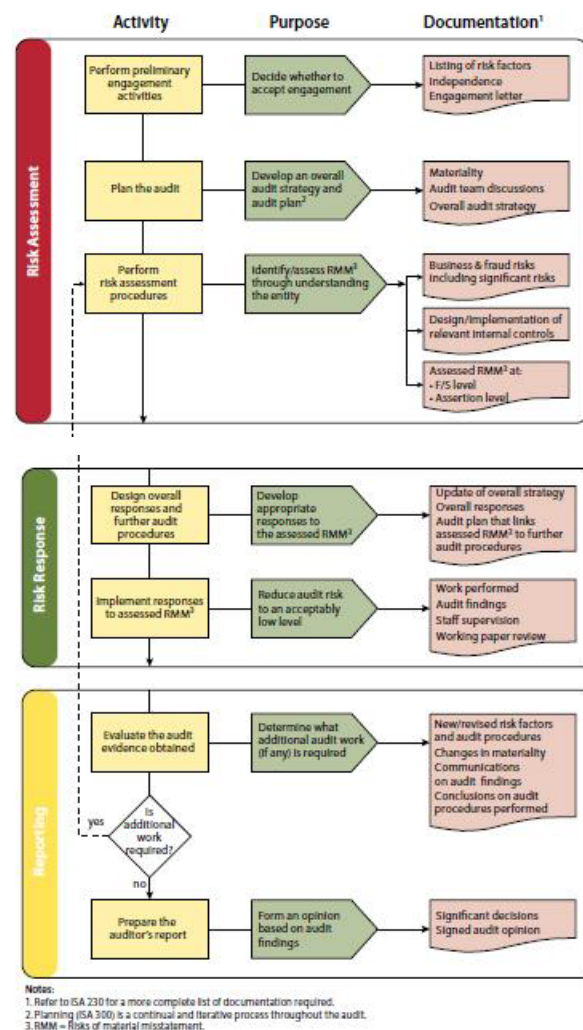 Activity
Purpose
Documentation¹
Risk Assessment
Perform preliminary
engagement
activities
Decide whether to
accept engagement
Listing of risk factors
Independence
Engagement letter
Plan the audit
Develop an overall
audit strategy and
audit plan²
Materiality
Audit team discussions
Overall audit strategy
Perform
risk assessment
procedures
Identify/assess RMM³
through understanding
the entity
Business & fraud risks
including significant risks
Design/implementation of
relevant internal controls
Assessed RMM³ at:
• F/S level
• Assertion level
Risk Response
Design overall
responses and
further audit
procedures
Develop
appropriate
responses to
the assessed RMM³
Update of overall strategy
Overall responses
Audit plan that links
assessed RMM³ to further
audit procedures
Implement responses
to assessed RMM³
Reduce audit risk
to an acceptably
low level
Work performed
Audit findings
Staff supervision
Working paper review
Reporting
Evaluate the audit
evidence obtained
Determine what
additional audit work
(if any) is required
New/revised risk factors
and audit procedures
Changes in materiality
Communications
on audit findings
Conclusions on audit
procedures performed
yes
Is
additional
work
required?
no
Prepare the
auditor's report
Form an opinion
based on audit
findings
Significant decisions
Signed audit opinion
Notes:
1. Refer to ISA 230 for a more complete list of documentation required.
2. Planning (ISA 300) is a continual and iterative process throughout the audit.
3. RMM = Risks of material misstatement.